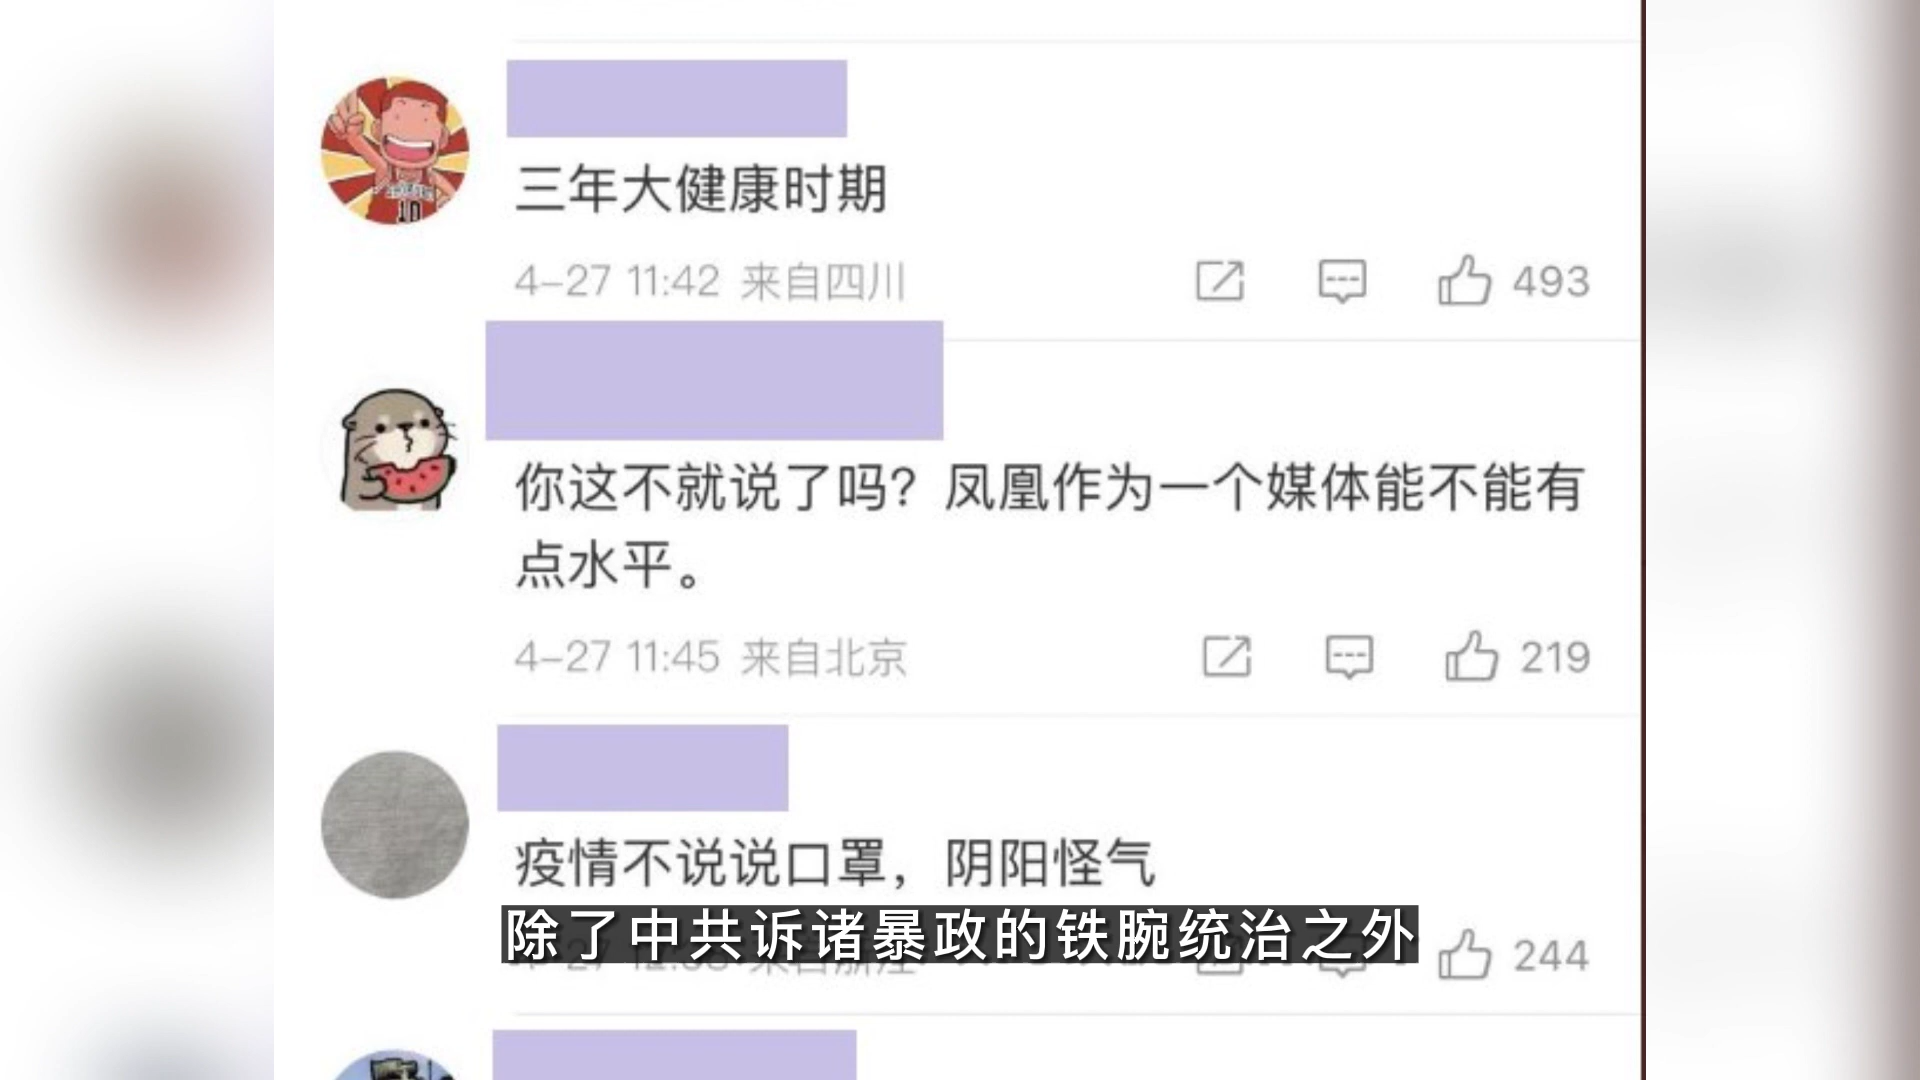 三年大健康时期
4-27 11:42 来自四川
493
你这不就说了吗？凤凰作为一个媒体能不能有
点水平。
4-27 11:45 来自北京
219
疫情不说说口罩，阴阳怪气
除了中共诉诸暴政的铁腕统治之外
244